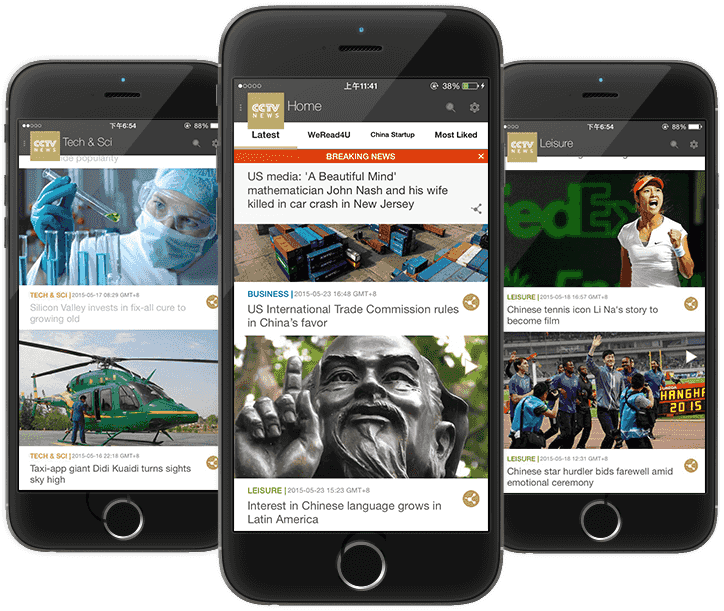 下午6:54
88%
CCTV
NEWS
Tech & Sci
de popularity
TECH & SCI | 2015-05-17 08:29 GMT+8
Silicon Valley invests in fix-all cure to
growing old
TECH & SCI | 2015-05-16 22:18 GMT+8
Taxi-app giant Didi Kuaidi turns sights
sky high
上午11:41
38%
CCTV
NEWS
Home
Latest
WeRead4U
China Startup
Most Liked
BREAKING NEWS
US media: 'A Beautiful Mind'
mathematician John Nash and his wife
killed in car crash in New Jersey
BUSINESS | 2015-05-23 16:48 GMT+8
US International Trade Commission rules
in China's favor
LEISURE | 2015-05-23 15:23 GMT+8
Interest in Chinese language grows in
Latin America
下午6:54
88%
CCTV
NEWS
Leisure
edEx
LEISURE | 2015-05-18 16:57 GMT+8
Chinese tennis icon Li Na's story to
become film
SHANGHA
2015
LEISURE | 2015-05-18 12:31 GMT+8
Chinese star hurdler bids farewell amid
emotional ceremony